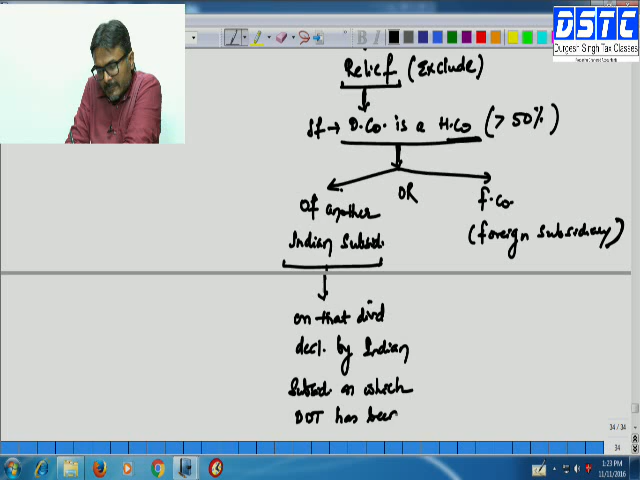 DSTC
Durgesh Singh Tax Classes
Relief (Exclude)
If → D.Co. is a H.Co (> 50%)
OR
Of another
Indian Subsid.
f.Co.
(foreign subsidiary)
on that divd
decl. by Indian
Subsid. on which
DDT has been
34 / 34
34
1:23 PM
11/11/2016